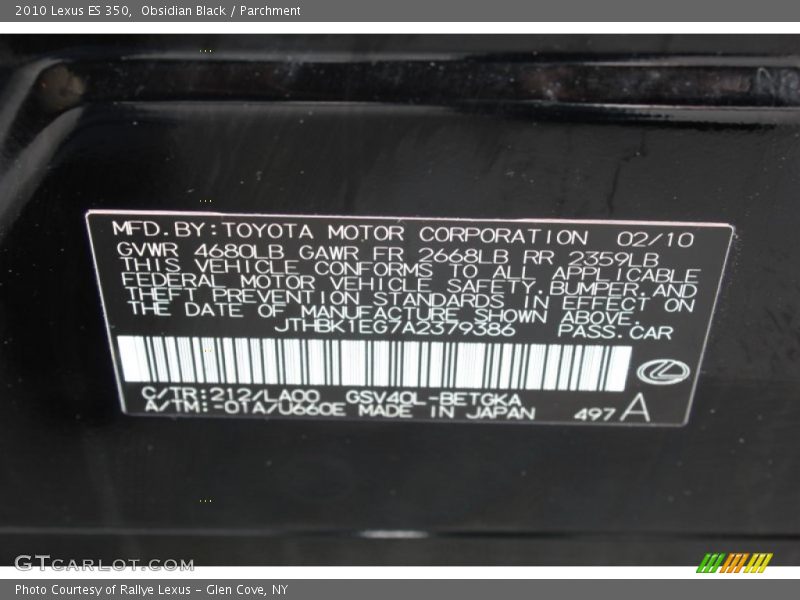 2010 Lexus ES 350,  Obsidian Black / Parchment
MFD. BY: TOYOTA MOTOR CORPORATION 02/10
GVWR 4680LB GAWR FR 2668LB RR 2359LB
THIS VEHICLE CONFORMS TO ALL APPLICABLE
FEDERAL MOTOR VEHICLE SAFETY, BUMPER, AND
THEFT PREVENTION STANDARDS IN EFFECT ON
THE DATE OF MANUFACTURE SHOWN ABOVE.
JTHBK1EG7A2379386 PASS. CAR
C/TR: 212/LA00 GSV40L-BETGKA
A/TM: -01A/U660E MADE IN JAPAN 497 A
GTCARLOT.COM
Photo Courtesy of Rallye Lexus - Glen Cove, NY